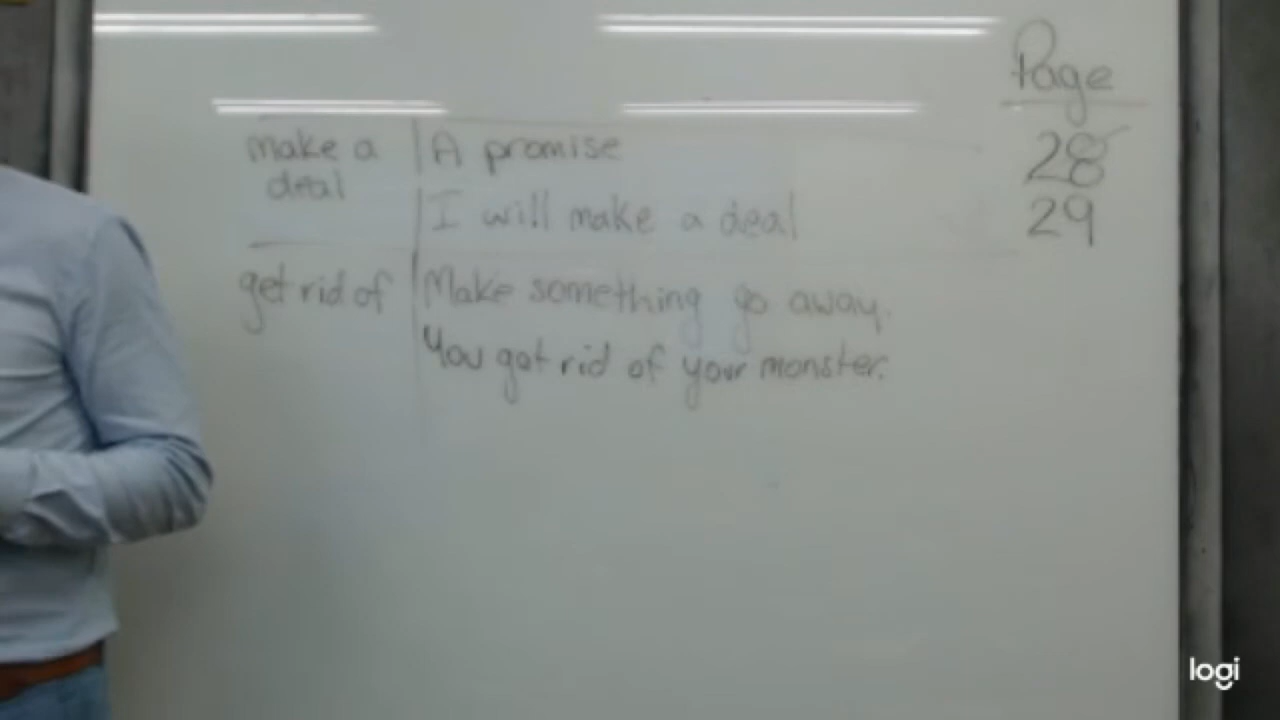 Page
28
29
make a
deal
A promise
I will make a deal
get rid of
Make something go away.
You got rid of your monster.
logi